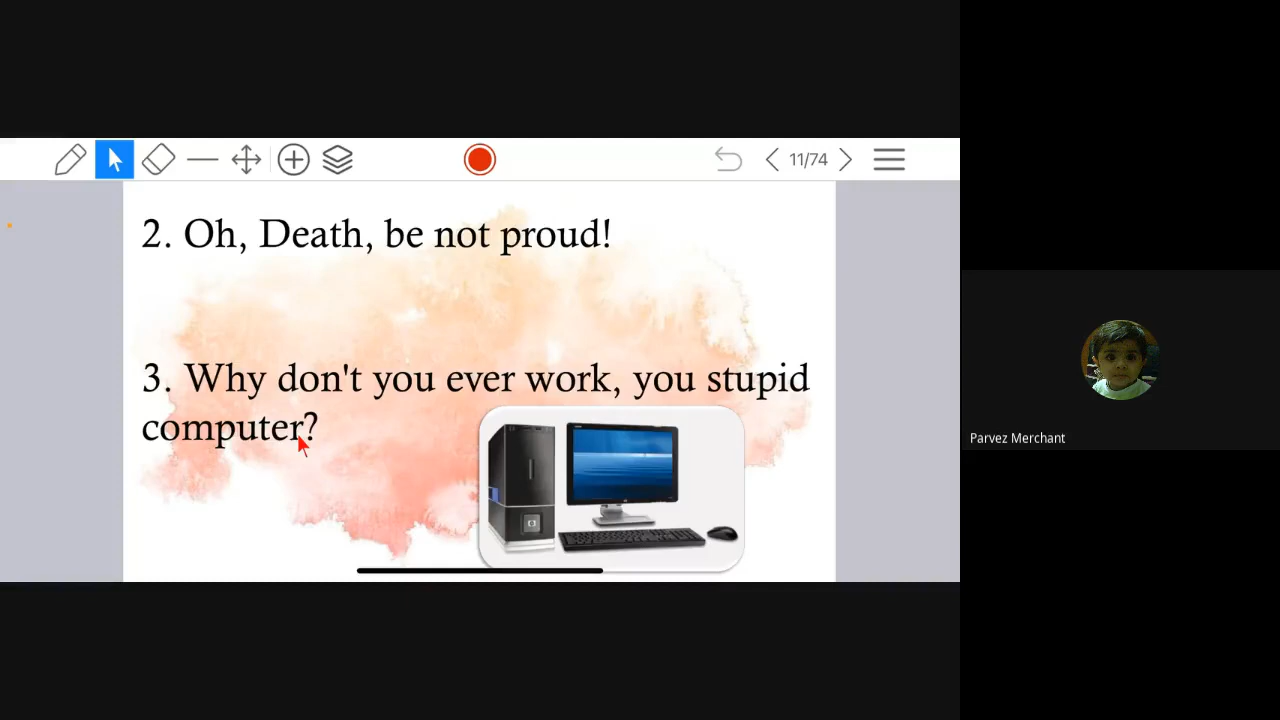 11/74
2. Oh, Death, be not proud!
3. Why don't you ever work, you stupid
computer?
Parvez Merchant